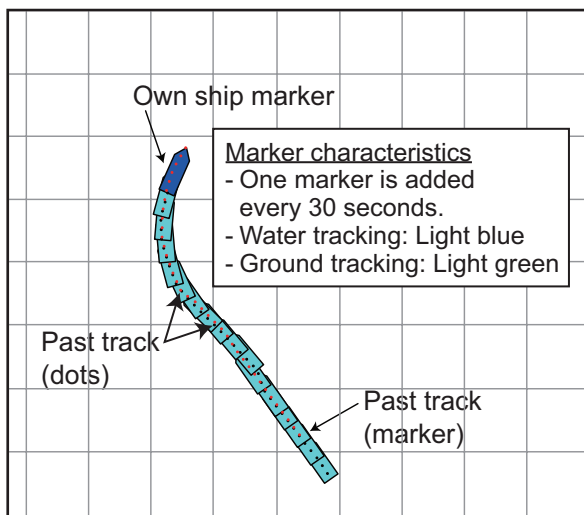 Own ship marker
Marker characteristics
- One marker is added
every 30 seconds.
- Water tracking: Light blue
- Ground tracking: Light green
Past track
(dots)
Past track
(marker)